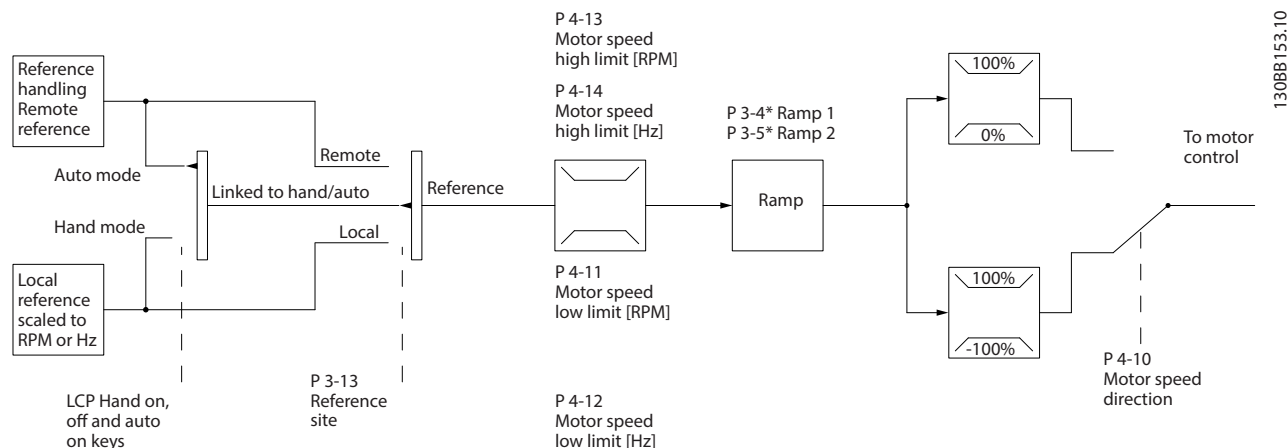 Reference
handling
Remote
reference
Auto mode
Hand mode
Local
reference
scaled to
RPM or Hz
LCP Hand on,
off and auto
on keys
Linked to hand/auto
Remote
Local
P 3-13
Reference
site
Reference
P 4-13
Motor speed
high limit [RPM]
P 4-14
Motor speed
high limit [Hz]
P 4-11
Motor speed
low limit [RPM]
P 4-12
Motor speed
low limit [Hz]
P 3-4* Ramp 1
P 3-5* Ramp 2
Ramp
100%
0%
100%
-100%
To motor
control
P 4-10
Motor speed
direction
130BB153.10